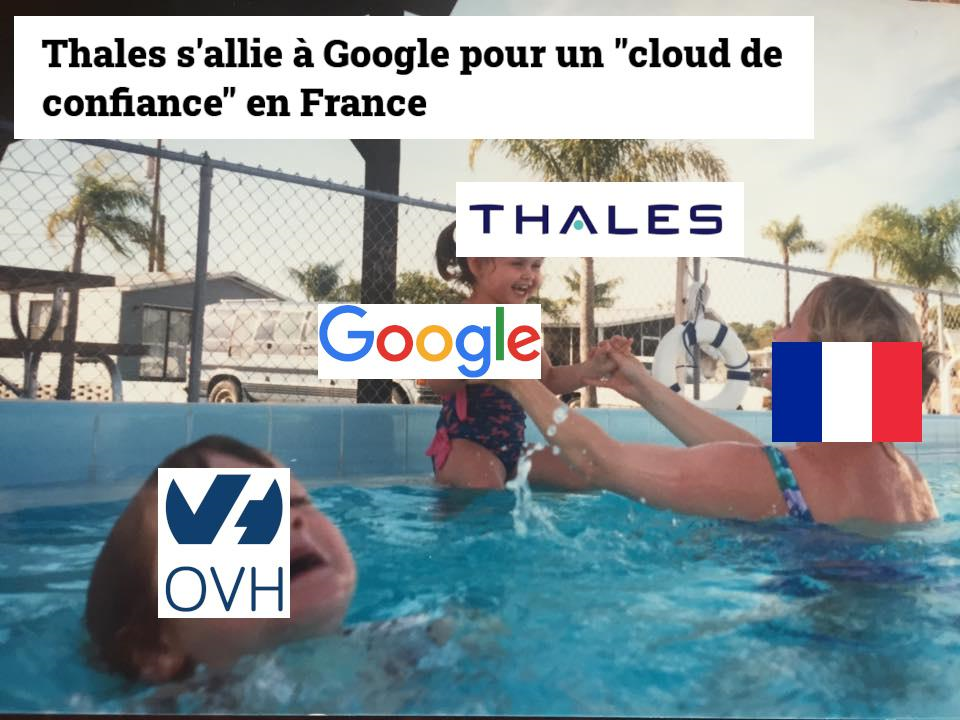 Thales s'allie à Google pour un "cloud de
confiance" en France
THALES
Google
OVH